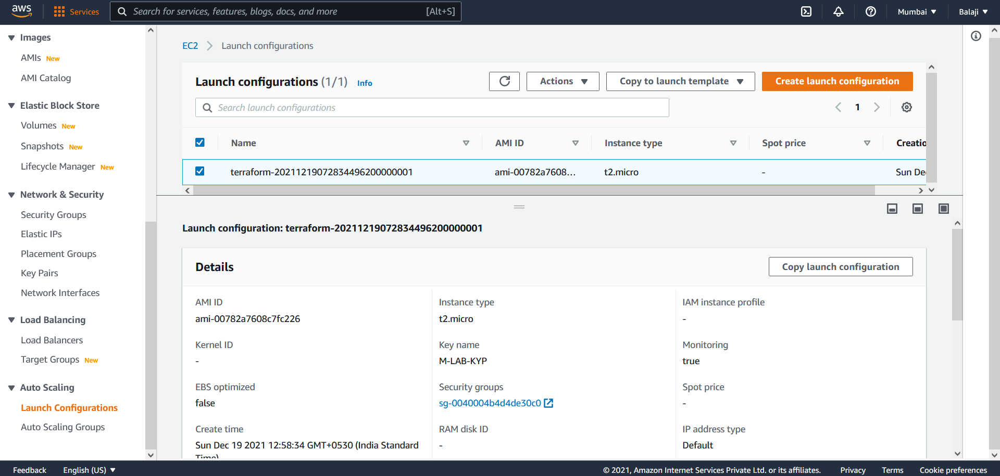 aws
Services
Search for services, features, blogs, docs, and more
[Alt+S]
Mumbai ▼
Balaji ▼
Images
AMIs New
AMI Catalog
Elastic Block Store
Volumes New
Snapshots New
Lifecycle Manager New
Network & Security
Security Groups
Elastic IPs
Placement Groups
Key Pairs
Network Interfaces
Load Balancing
Load Balancers
Target Groups New
Auto Scaling
Launch Configurations
Auto Scaling Groups
EC2 > Launch configurations
Launch configurations (1/1) Info
Actions ▼
Copy to launch template ▼
Create launch configuration
Search launch configurations
1
Name AMI ID Instance type Spot price Creatio
terraform-20211219072834496200000001 ami-00782a7608... t2.micro - Sun De
Launch configuration: terraform-20211219072834496200000001
Details
Copy launch configuration
AMI ID
ami-00782a7608c7fc226
Instance type
t2.micro
IAM instance profile
-
Kernel ID
-
Key name
M-LAB-KYP
Monitoring
true
EBS optimized
false
Security groups
sg-0040004b4d4de30c0
Spot price
-
Create time
Sun Dec 19 2021 12:58:34 GMT+0530 (India Standard
Time)
RAM disk ID
-
IP address type
Default
Feedback
English (US) ▼
© 2021, Amazon Internet Services Private Ltd. or its affiliates.
Privacy
Terms
Cookie preferences